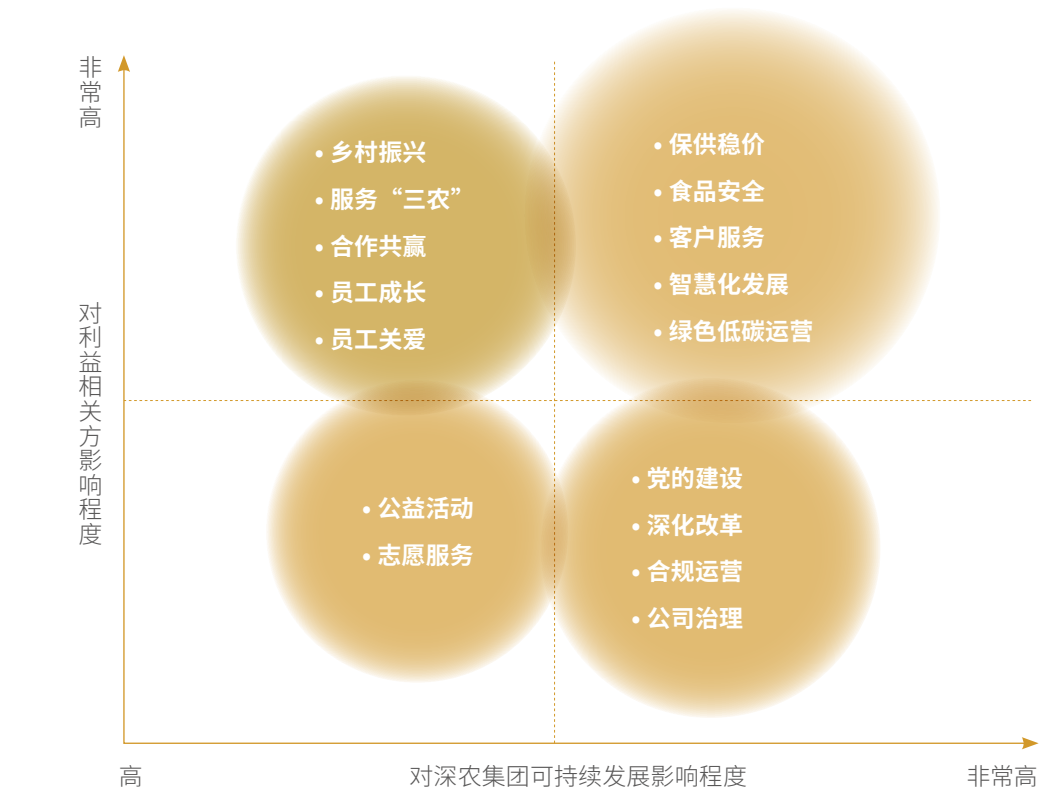 非常高
对利益相关方影响程度
• 乡村振兴
• 服务“三农”
• 合作共赢
• 员工成长
• 员工关爱
• 保供稳价
• 食品安全
• 客户服务
• 智慧化发展
• 绿色低碳运营
• 公益活动
• 志愿服务
• 党的建设
• 深化改革
• 合规运营
• 公司治理
高
对深农集团可持续发展影响程度
非常高